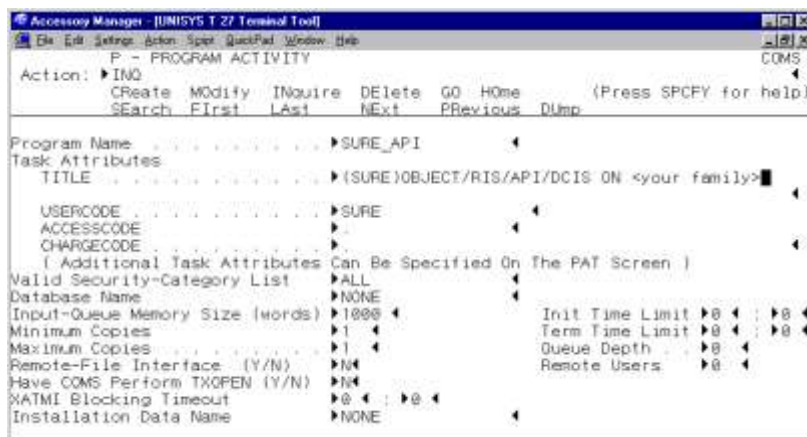 Accessory Manager - [UNISYS T 27 Terminal Tool]
File Edit Settings Action Script QuickPad Window Help
P - PROGRAM ACTIVITY COMS
Action: INQ
CReate MOdify INquire DElete GO HOme (Press SPCFY for help)
SEarch FIrst LAst NExt PRevious DUmp
Program Name . . . . . . . . . . SURE_API
Task Attributes
TITLE . . . . . . . . . . . . (SURE)OBJECT/RIS/API/DCIS ON <your family>
USERCODE . . . . . . . . . . SURE
ACCESSCODE . . . . . . . . . .
CHARGECODE . . . . . . . . . .
( Additional Task Attributes Can Be Specified On The PAT Screen )
Valid Security-Category List ALL
Database Name NONE
Input-Queue Memory Size (words) 1000 Init Time Limit 0 : 0
Minimum Copies 1 Term Time Limit 0 : 0
Maximum Copies . . . . . . . . 1 Queue Depth . . 0
Remote-File Interface (Y/N) N Remote Users 0
Have COMS Perform TXOPEN (Y/N) N
XATMI Blocking Timeout 0 : 0
Installation Data Name NONE